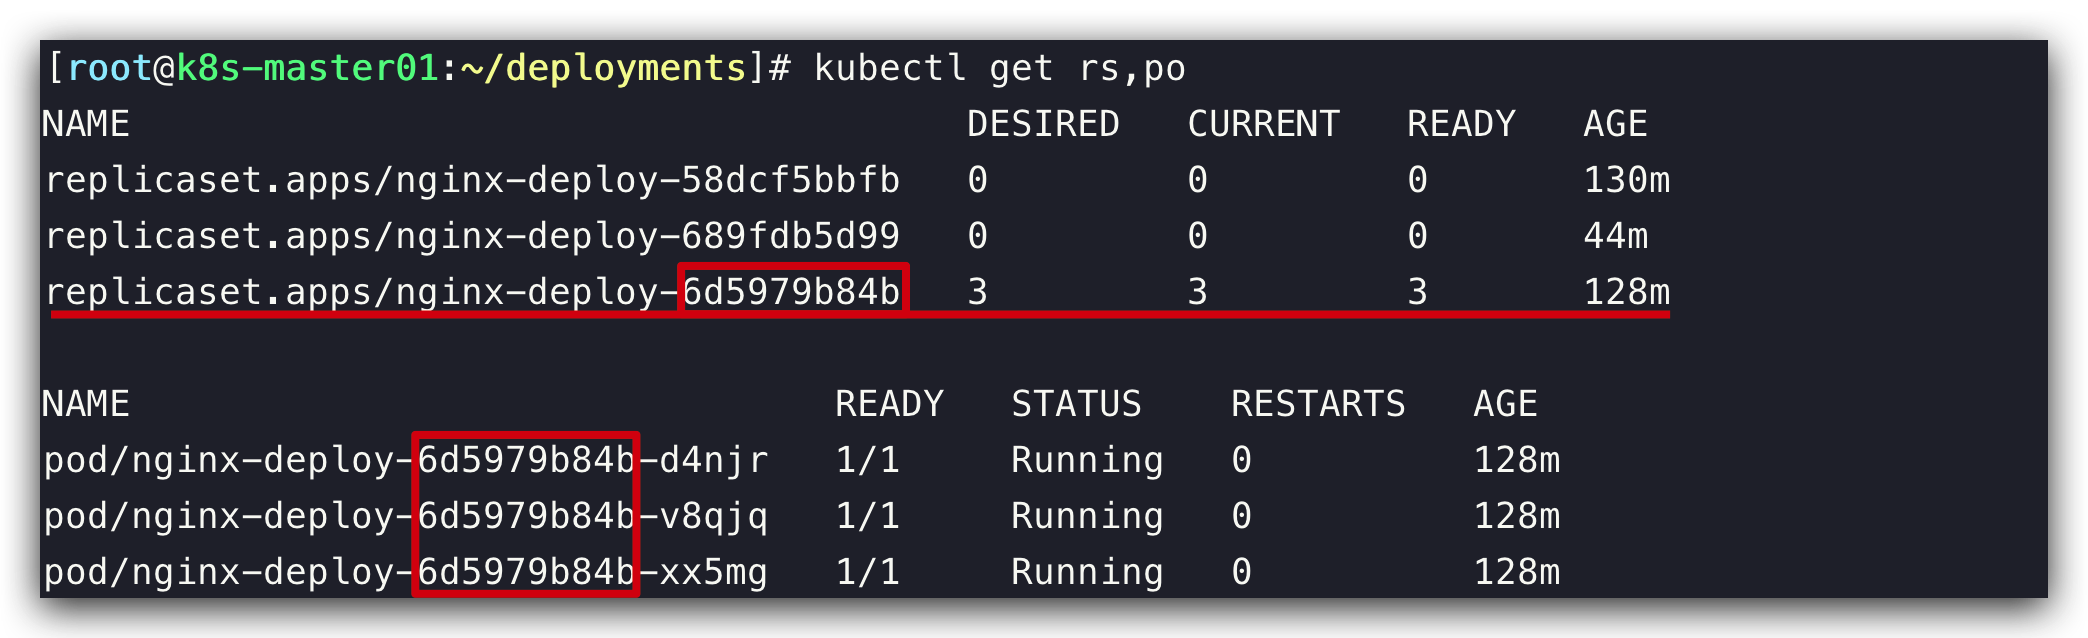 [root@k8s-master01:~/deployments]# kubectl get rs,po
NAME DESIRED CURRENT READY AGE
replicaset.apps/nginx-deploy-58dcf5bbfb 0 0 0 130m
replicaset.apps/nginx-deploy-689fdb5d99 0 0 0 44m
replicaset.apps/nginx-deploy-6d5979b84b 3 3 3 128m
NAME READY STATUS RESTARTS AGE
pod/nginx-deploy-6d5979b84b-d4njr 1/1 Running 0 128m
pod/nginx-deploy-6d5979b84b-v8qjq 1/1 Running 0 128m
pod/nginx-deploy-6d5979b84b-xx5mg 1/1 Running 0 128m